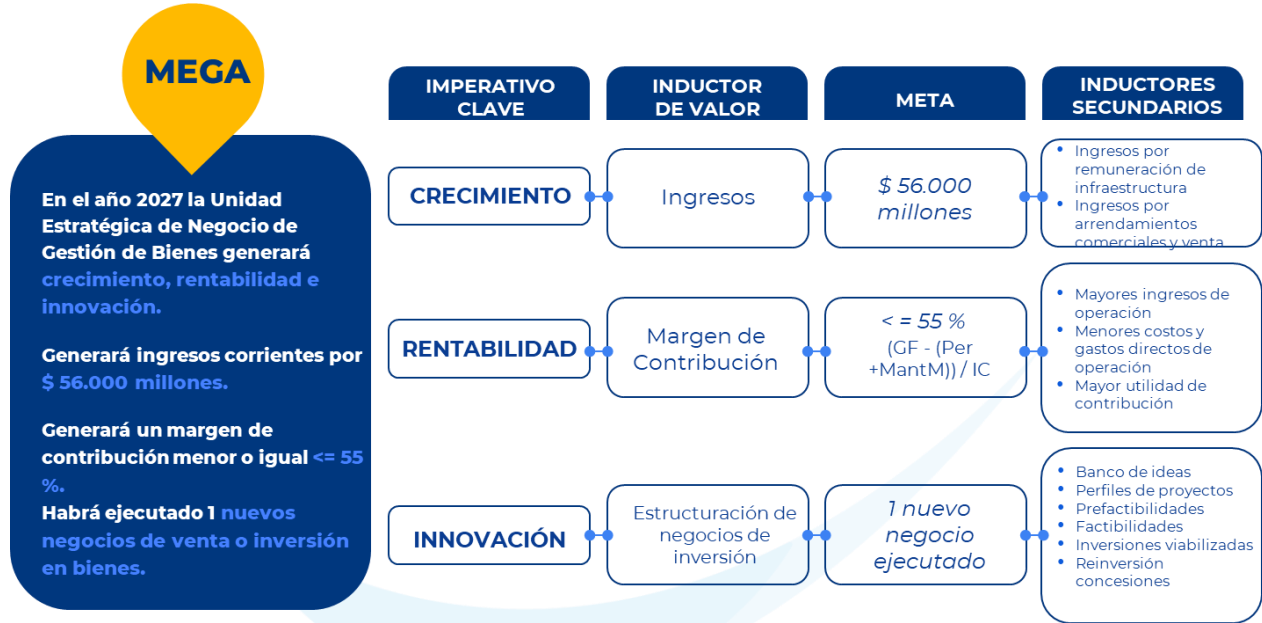 MEGA
En el año 2027 la Unidad
Estratégica de Negocio de
Gestión de Bienes generará
crecimiento, rentabilidad e
innovación.
Generará ingresos corrientes por
$ 56.000 millones.
Generará un margen de
contribución menor o igual <= 55
%.
Habrá ejecutado 1 nuevos
negocios de venta o inversión
en bienes.
IMPERATIVO
CLAVE
INDUCTOR
DE VALOR
META
INDUCTORES
SECUNDARIOS
CRECIMIENTO
Ingresos
$ 56.000
millones
• Ingresos por
remuneración de
infraestructura
• Ingresos por
arrendamientos
comerciales y venta
RENTABILIDAD
Margen de
Contribución
< = 55 %
(GF - (Per
+MantM)) / IC
• Mayores ingresos de
operación
• Menores costos y
gastos directos de
operación
• Mayor utilidad de
contribución
INNOVACIÓN
Estructuración de
negocios de
inversión
1 nuevo
negocio
ejecutado
• Banco de ideas
• Perfiles de proyectos
• Prefactibilidades
• Factibilidades
• Inversiones viabilizadas
• Reinversión
concesiones